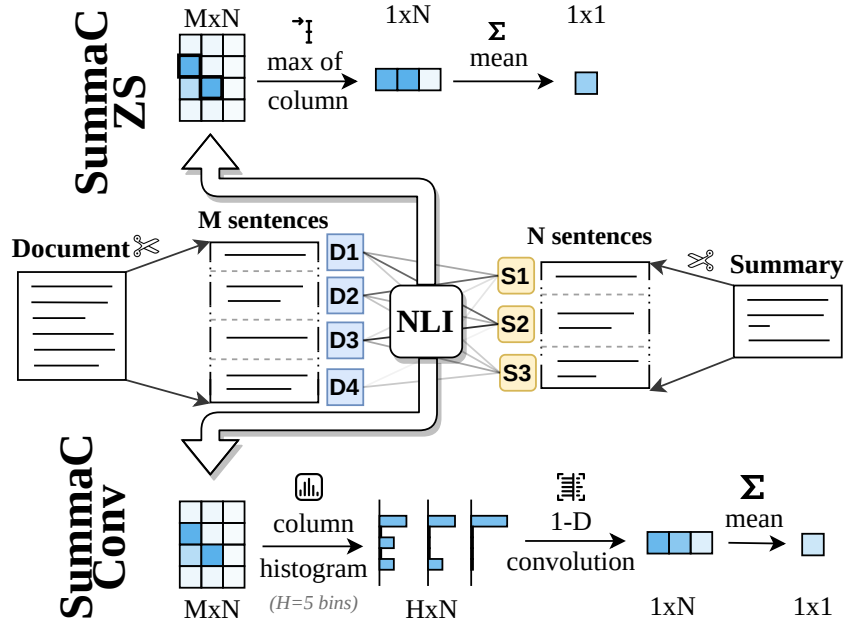 SummaC
ZS
MxN
max of
column
1xN
Σ
mean
1x1
M sentences
Document
D1
D2
D3
D4
NLI
N sentences
S1
S2
S3
Summary
SummaC
Conv
MxN
column
histogram
(H=5 bins)
HxN
1-D
convolution
1xN
Σ
mean
1x1